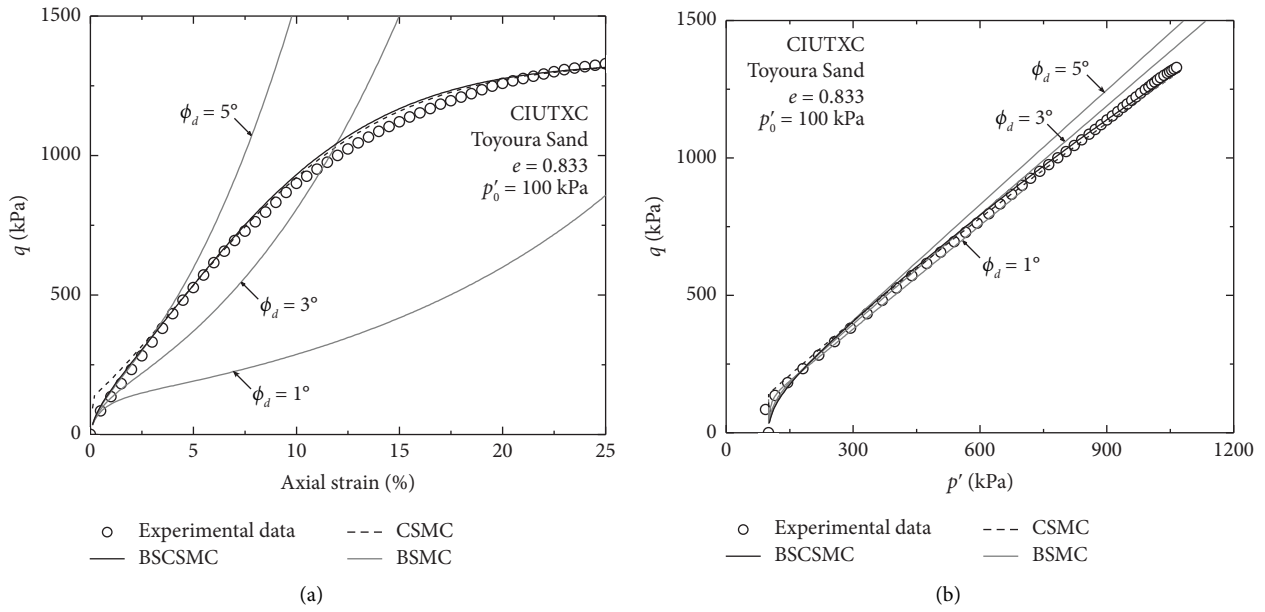 1500
1000
500
0
q (kPa)
0 5 10 15 20 25
Axial strain (%)
ϕd = 5°
ϕd = 3°
ϕd = 1°
CIUTXC
Toyoura Sand
e = 0.833
p′0 = 100 kPa
Experimental data
CSMC
BSCSMC
BSMC
(a)
1500
1000
500
0
q (kPa)
0 300 600 900 1200
p′ (kPa)
CIUTXC
Toyoura Sand
e = 0.833
p′0 = 100 kPa
ϕd = 5°
ϕd = 3°
ϕd = 1°
Experimental data
CSMC
BSCSMC
BSMC
(b)